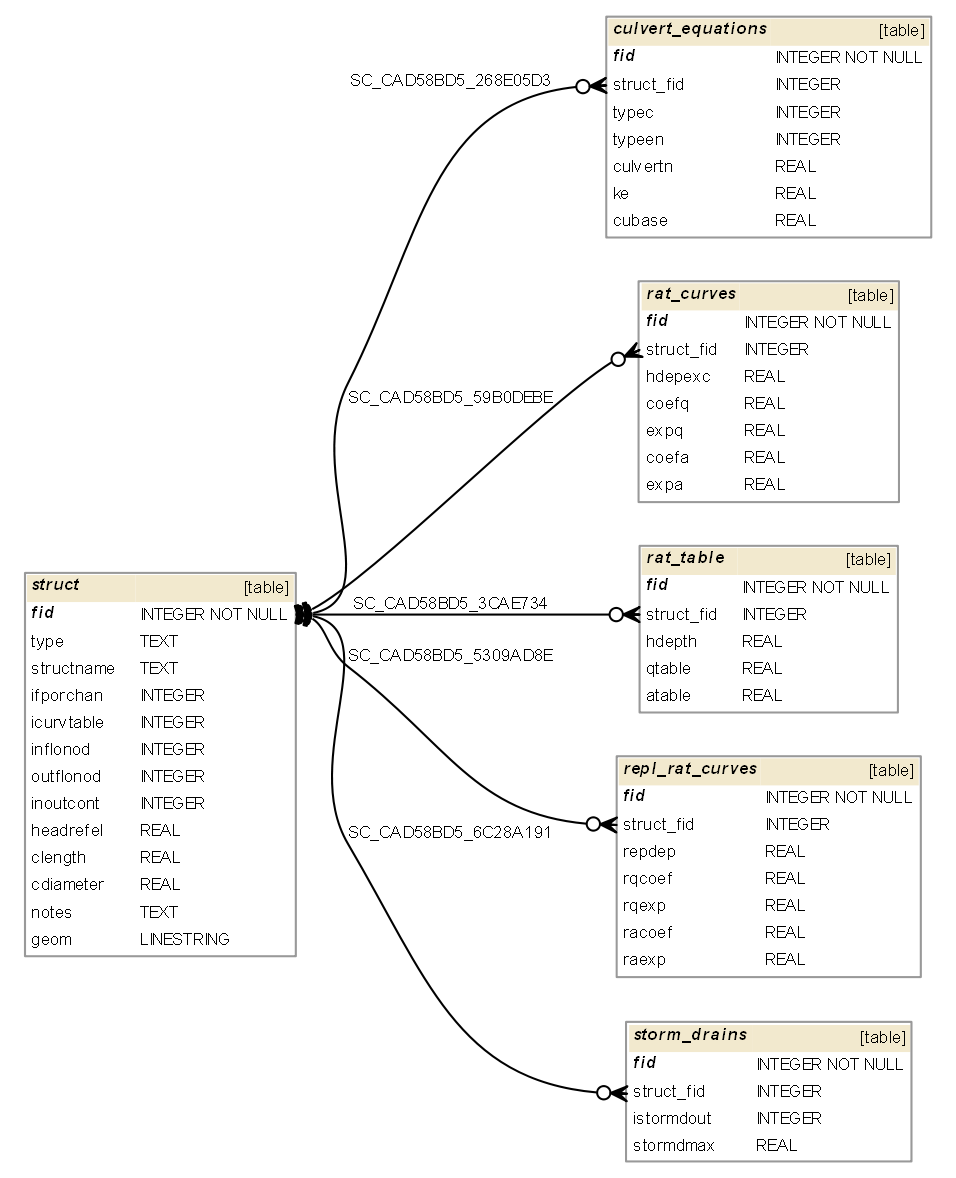 culvert_equations [table]
fid INTEGER NOT NULL
struct_fid INTEGER
typec INTEGER
typeen INTEGER
culvertn REAL
ke REAL
cubase REAL
SC_CAD58BD5_268E05D3
rat_curves [table]
fid INTEGER NOT NULL
struct_fid INTEGER
hdepexc REAL
coefq REAL
expq REAL
coefa REAL
expa REAL
SC_CAD58BD5_59B0DEBE
rat_table [table]
fid INTEGER NOT NULL
struct_fid INTEGER
hdepth REAL
qtable REAL
atable REAL
SC_CAD58BD5_3CAE734
struct [table]
fid INTEGER NOT NULL
type TEXT
structname TEXT
ifporchan INTEGER
icurvtable INTEGER
inflonod INTEGER
outflonod INTEGER
inoutcont INTEGER
headrefel REAL
clength REAL
cdiameter REAL
notes TEXT
geom LINESTRING
SC_CAD58BD5_5309AD8E
repl_rat_curves [table]
fid INTEGER NOT NULL
struct_fid INTEGER
repdep REAL
rqcoef REAL
rqexp REAL
racoef REAL
raexp REAL
SC_CAD58BD5_6C28A191
storm_drains [table]
fid INTEGER NOT NULL
struct_fid INTEGER
istormdout INTEGER
stormdmax REAL